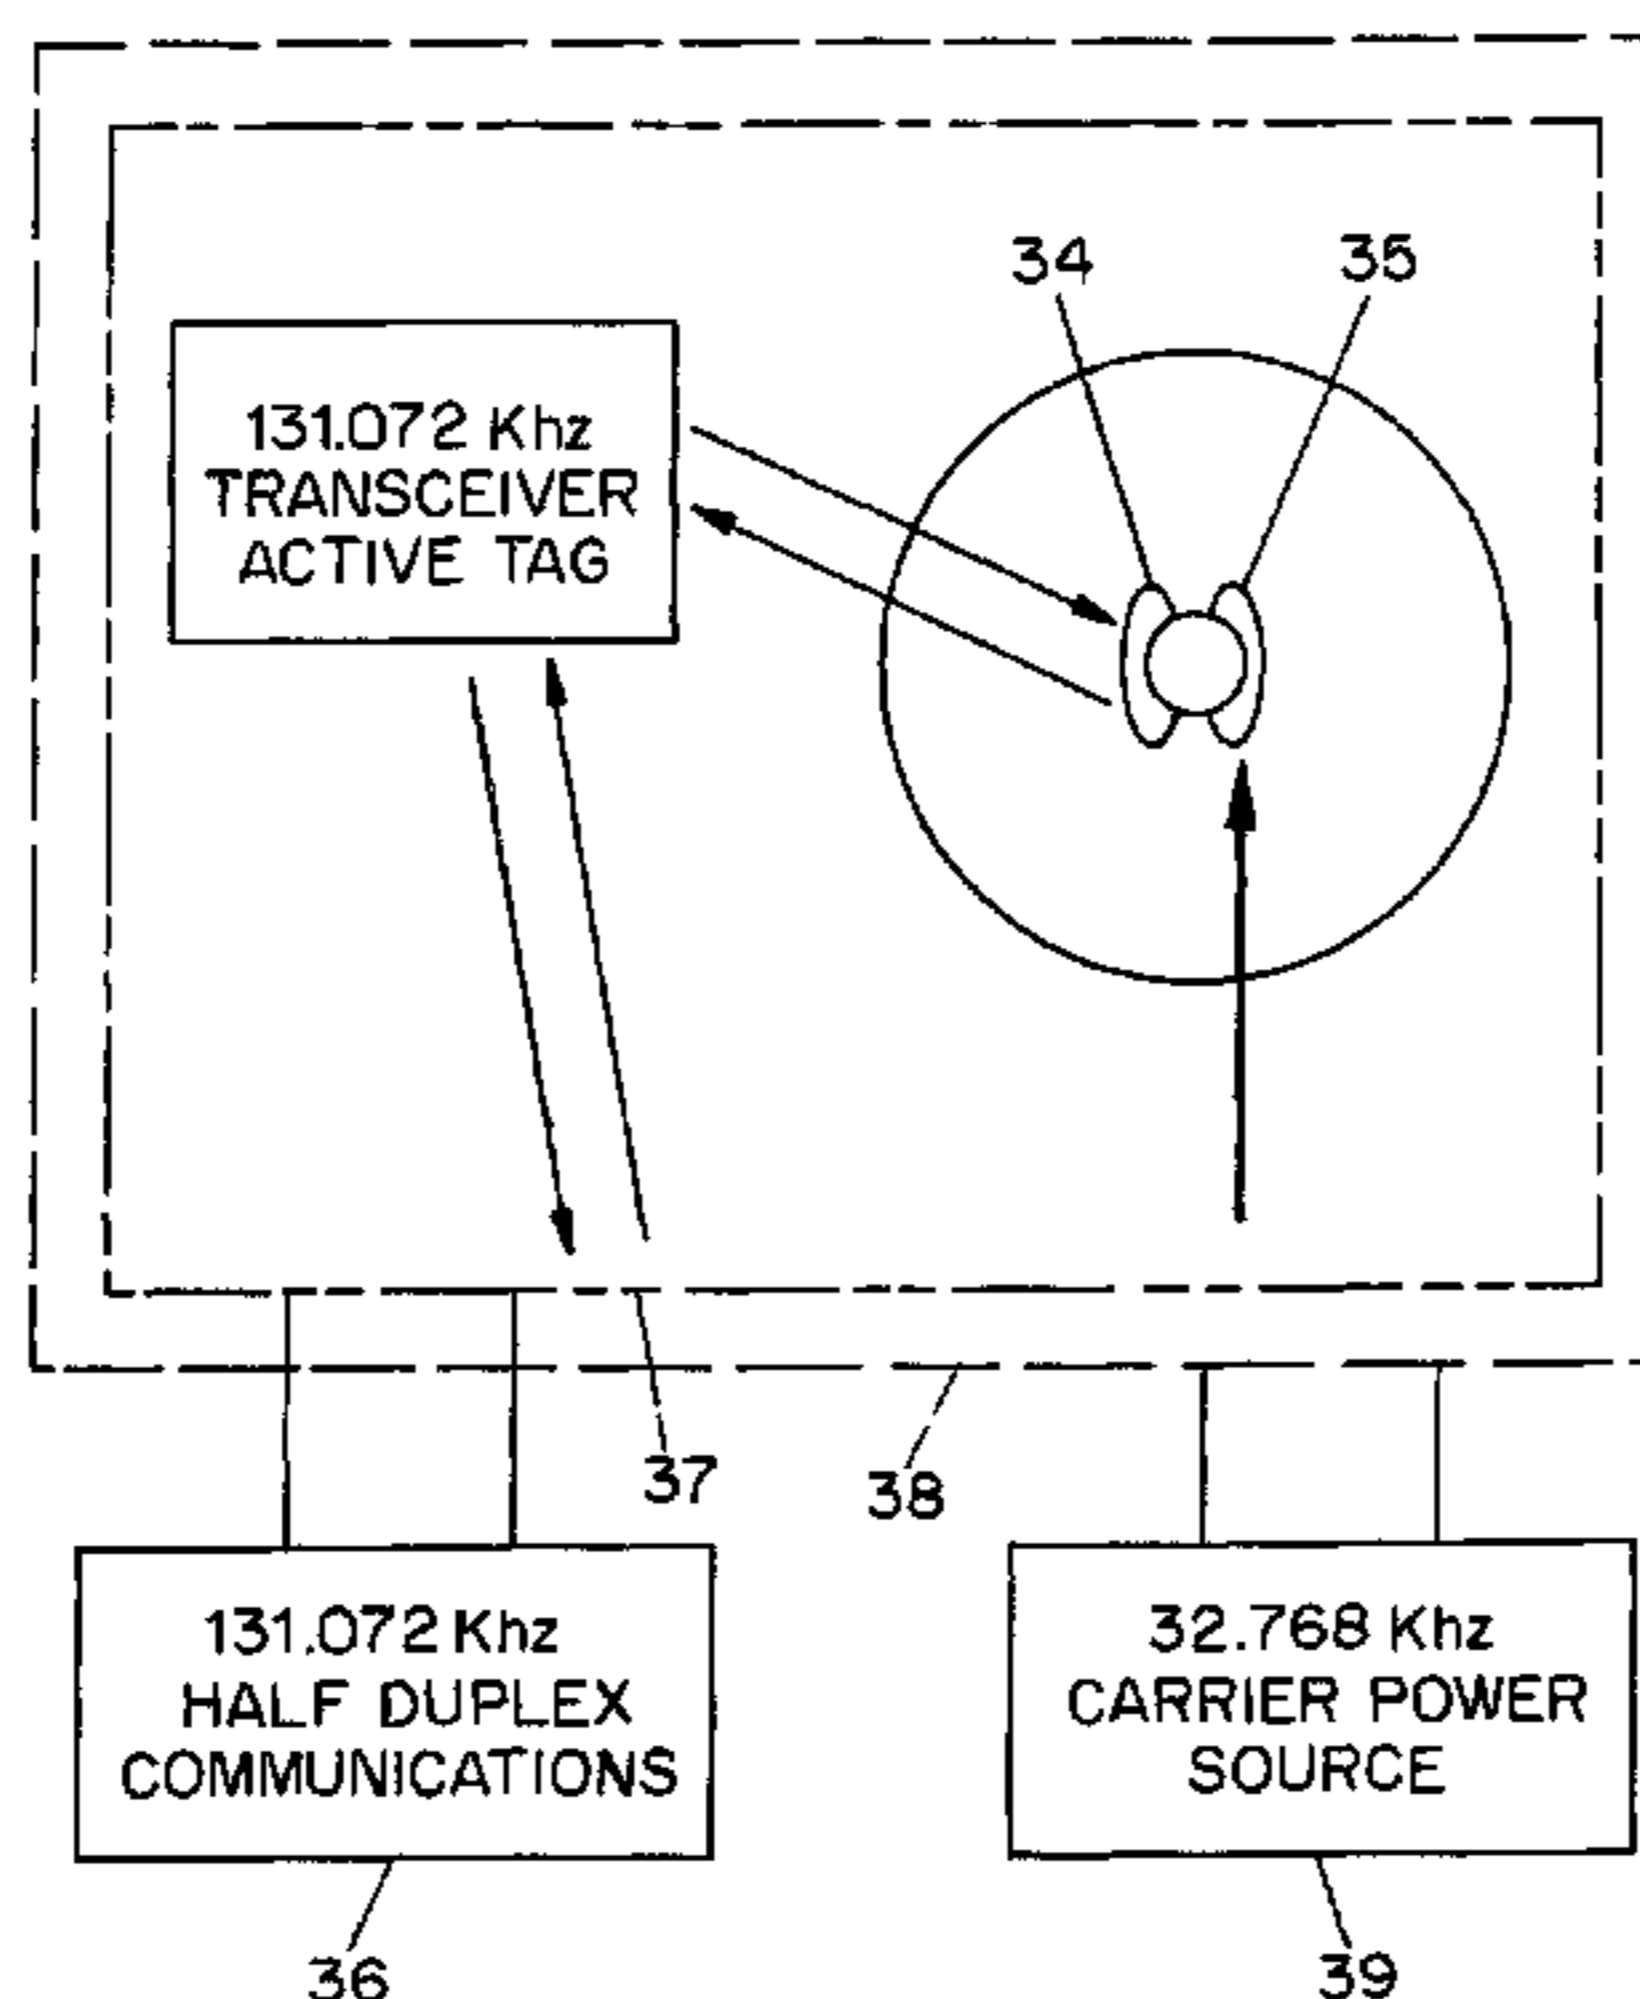 34
35
131.072 Khz
TRANSCEIVER
ACTIVE TAG
37
38
131.072 Khz
HALF DUPLEX
COMMUNICATIONS
32.768 Khz
CARRIER POWER
SOURCE
36
39